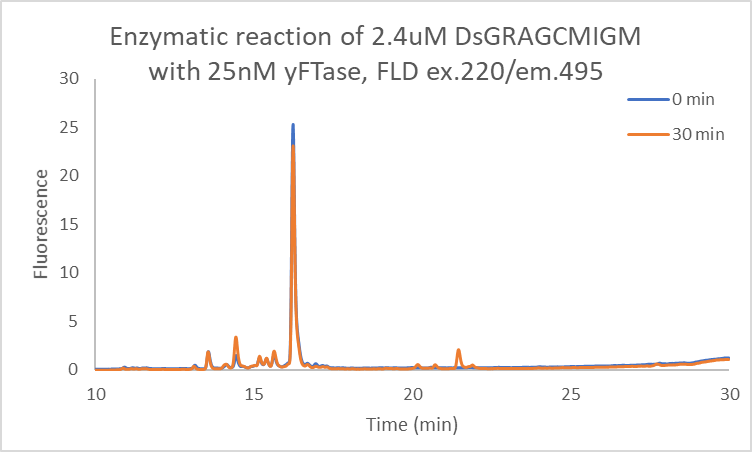 Enzymatic reaction of 2.4uM DsGRAGCMIGM
with 25nM yFTase, FLD ex.220/em.495
30
25
20
15
10
5
0
Fluorescence
0 min
30 min
10
15
20
25
30
Time (min)